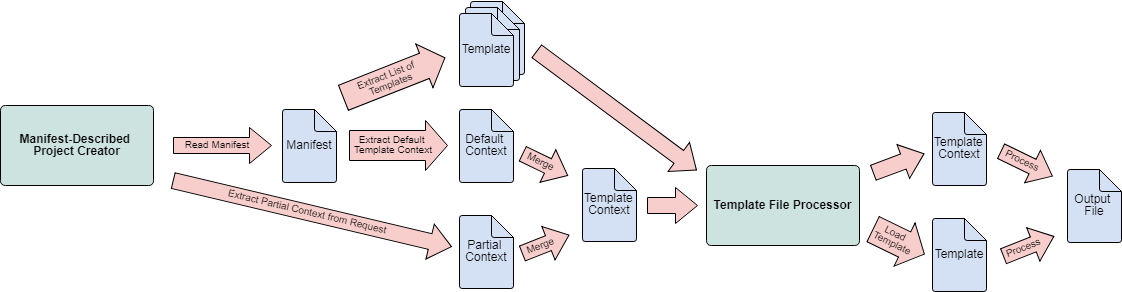 Template
Extract List of
Templates
Manifest-Described
Project Creator
Read Manifest
Manifest
Extract Default
Template Context
Default
Context
Merge
Extract Partial Context from Request
Partial
Context
Merge
Template
Context
Template File Processor
Template
Context
Process
Load
Template
Template
Process
Output
File